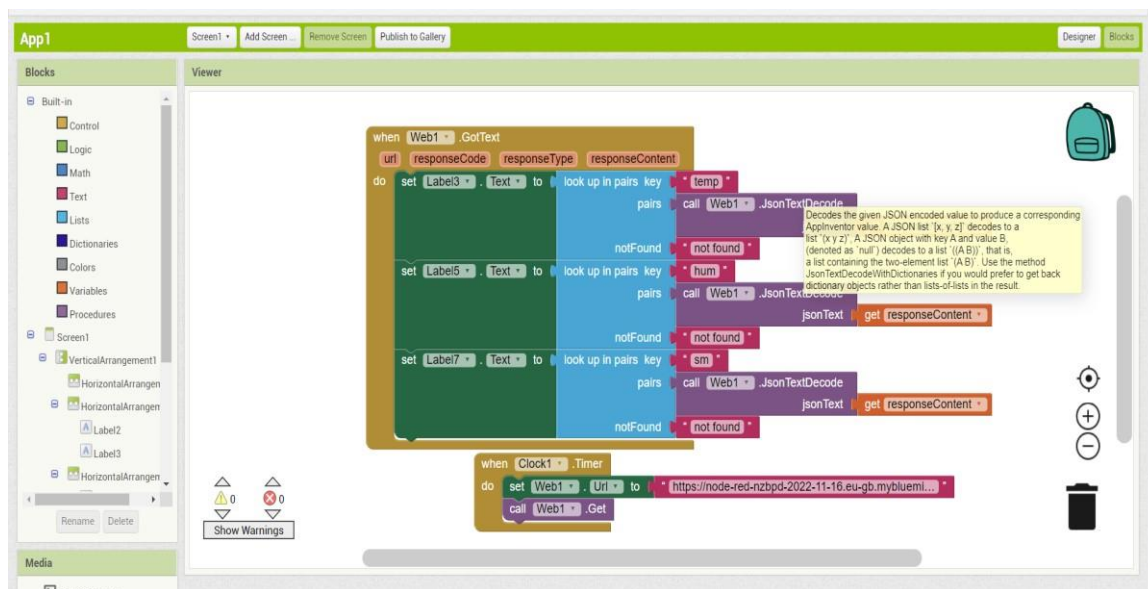 App1
Screen1
Add Screen ...
Remove Screen
Publish to Gallery
Designer
Blocks
Blocks
Viewer
Built-in
Control
Logic
Math
Text
Lists
Dictionaries
Colors
Variables
Procedures
Screen1
VerticalArrangement1
HorizontalArrangen
HorizontalArrangen
Label2
Label3
HorizontalArrangen
Rename
Delete
Media
when Web1 .GotText
url responseCode responseType responseContent
do set Label3 . Text to look up in pairs key " temp "
pairs call Web1 .JsonTextDecode
notFound " not found "
set Label5 . Text to look up in pairs key " hum "
pairs call Web1 .JsonTextDecode
jsonText get responseContent
notFound " not found "
set Label7 . Text to look up in pairs key " sm "
pairs call Web1 .JsonTextDecode
jsonText get responseContent
notFound " not found "
Decodes the given JSON encoded value to produce a corresponding
AppInventor value. A JSON list `[x, y, z]` decodes to a
list `(x y z)`, A JSON object with key A and value B,
(denoted as `null`) decodes to a list `((A B))`, that is,
a list containing the two-element list `(A B)`. Use the method
JsonTextDecodeWithDictionaries if you would prefer to get back
dictionary objects rather than lists-of-lists in the result.
when Clock1 .Timer
do set Web1 . Url to " https://node-red-nzbpd-2022-11-16.eu-gb.mybluemi... "
call Web1 .Get
0
0
Show Warnings